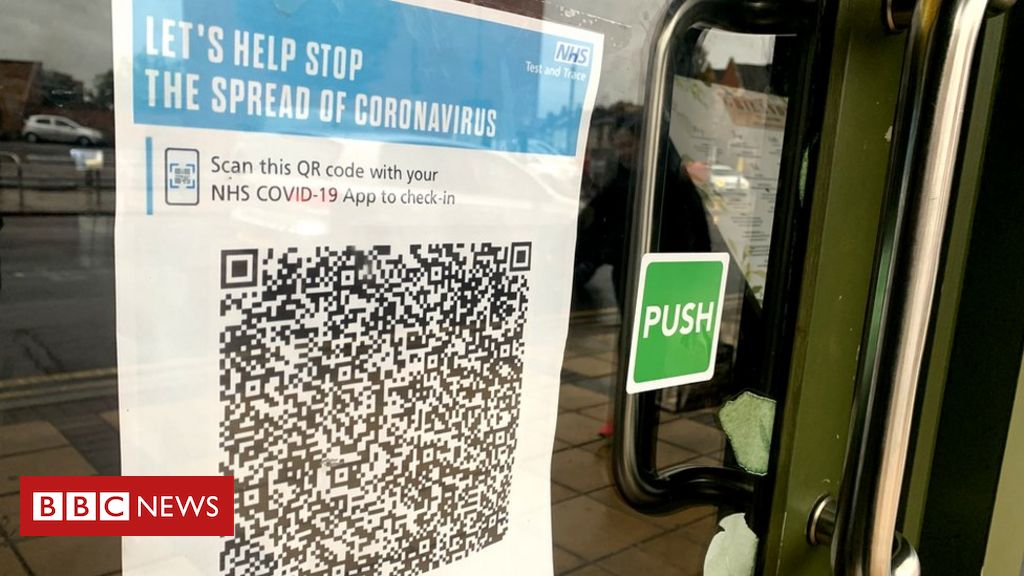 LET'S HELP STOP
THE SPREAD OF CORONAVIRUS
NHS
Test and Trace
Scan this QR code with your
NHS COVID-19 App to check-in
PUSH
BBC NEWS